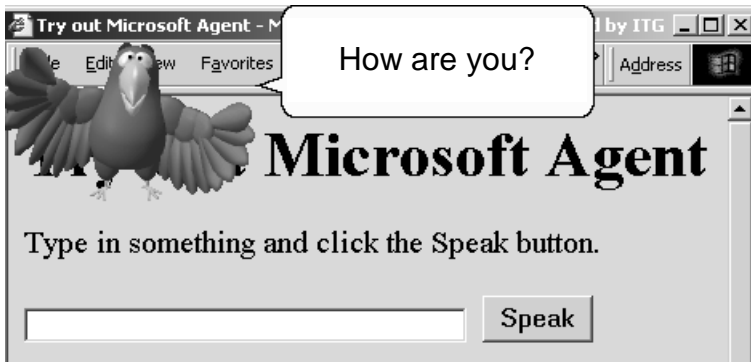 Try out Microsoft Agent - M
by ITG
Edit
ew
Favorites
Address
How are you?
Microsoft Agent
Type in something and click the Speak button.
Speak